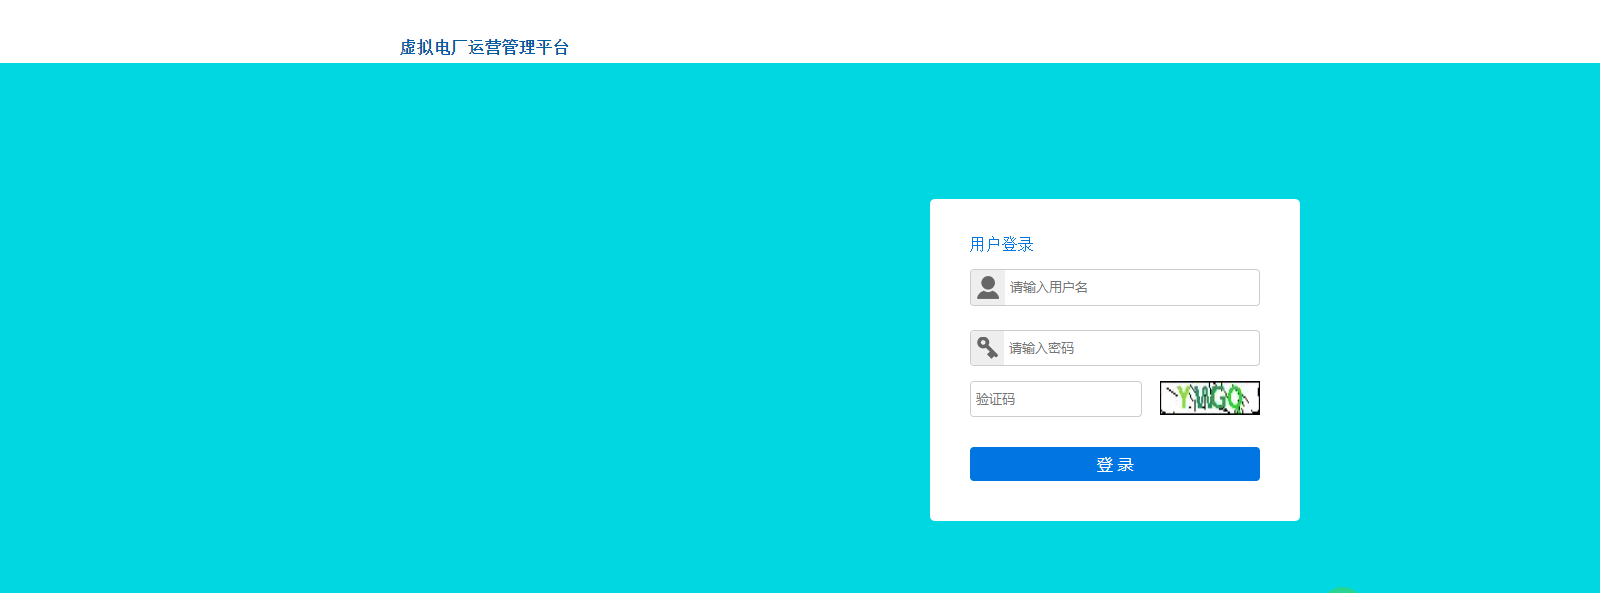 虚拟电厂运营管理平台
用户登录
请输入用户名
请输入密码
验证码
登 录